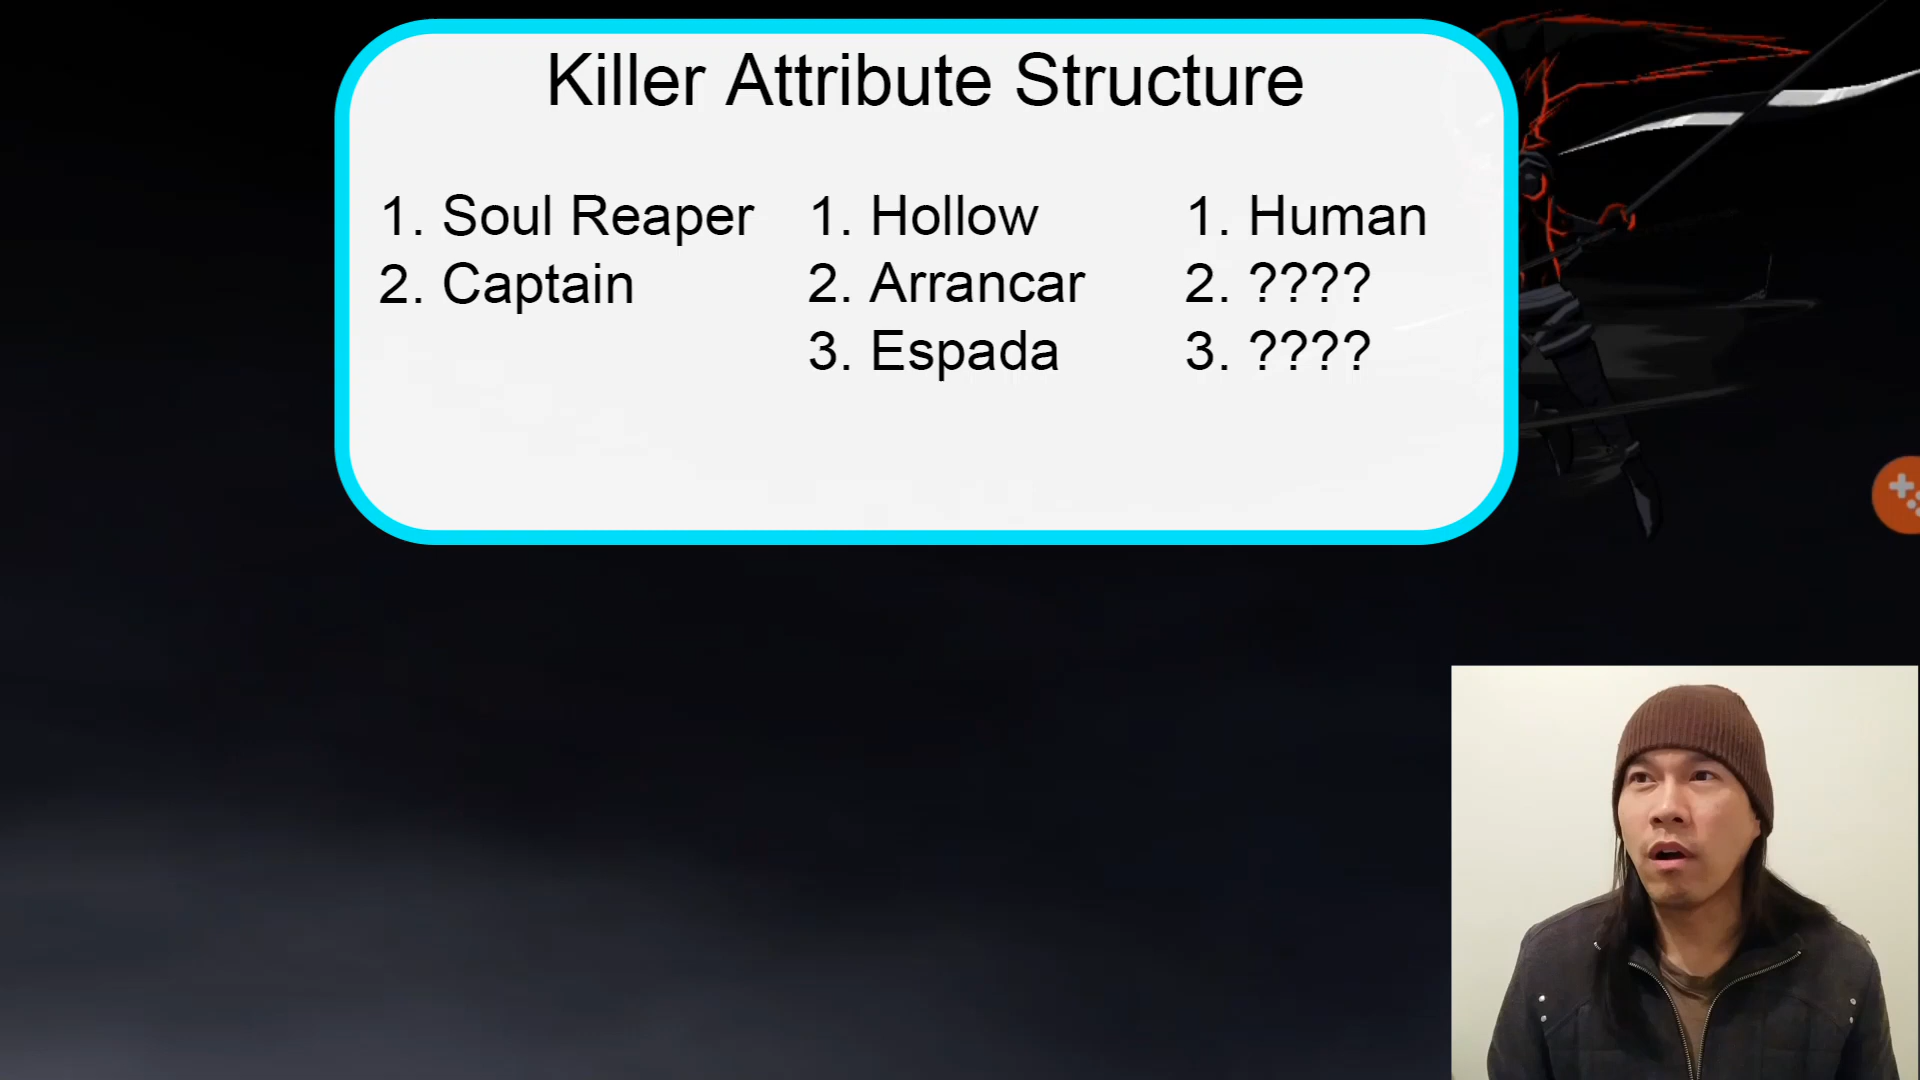 Killer Attribute Structure
1. Soul Reaper
2. Captain
1. Hollow
2. Arrancar
3. Espada
1. Human
2. ????
3. ????